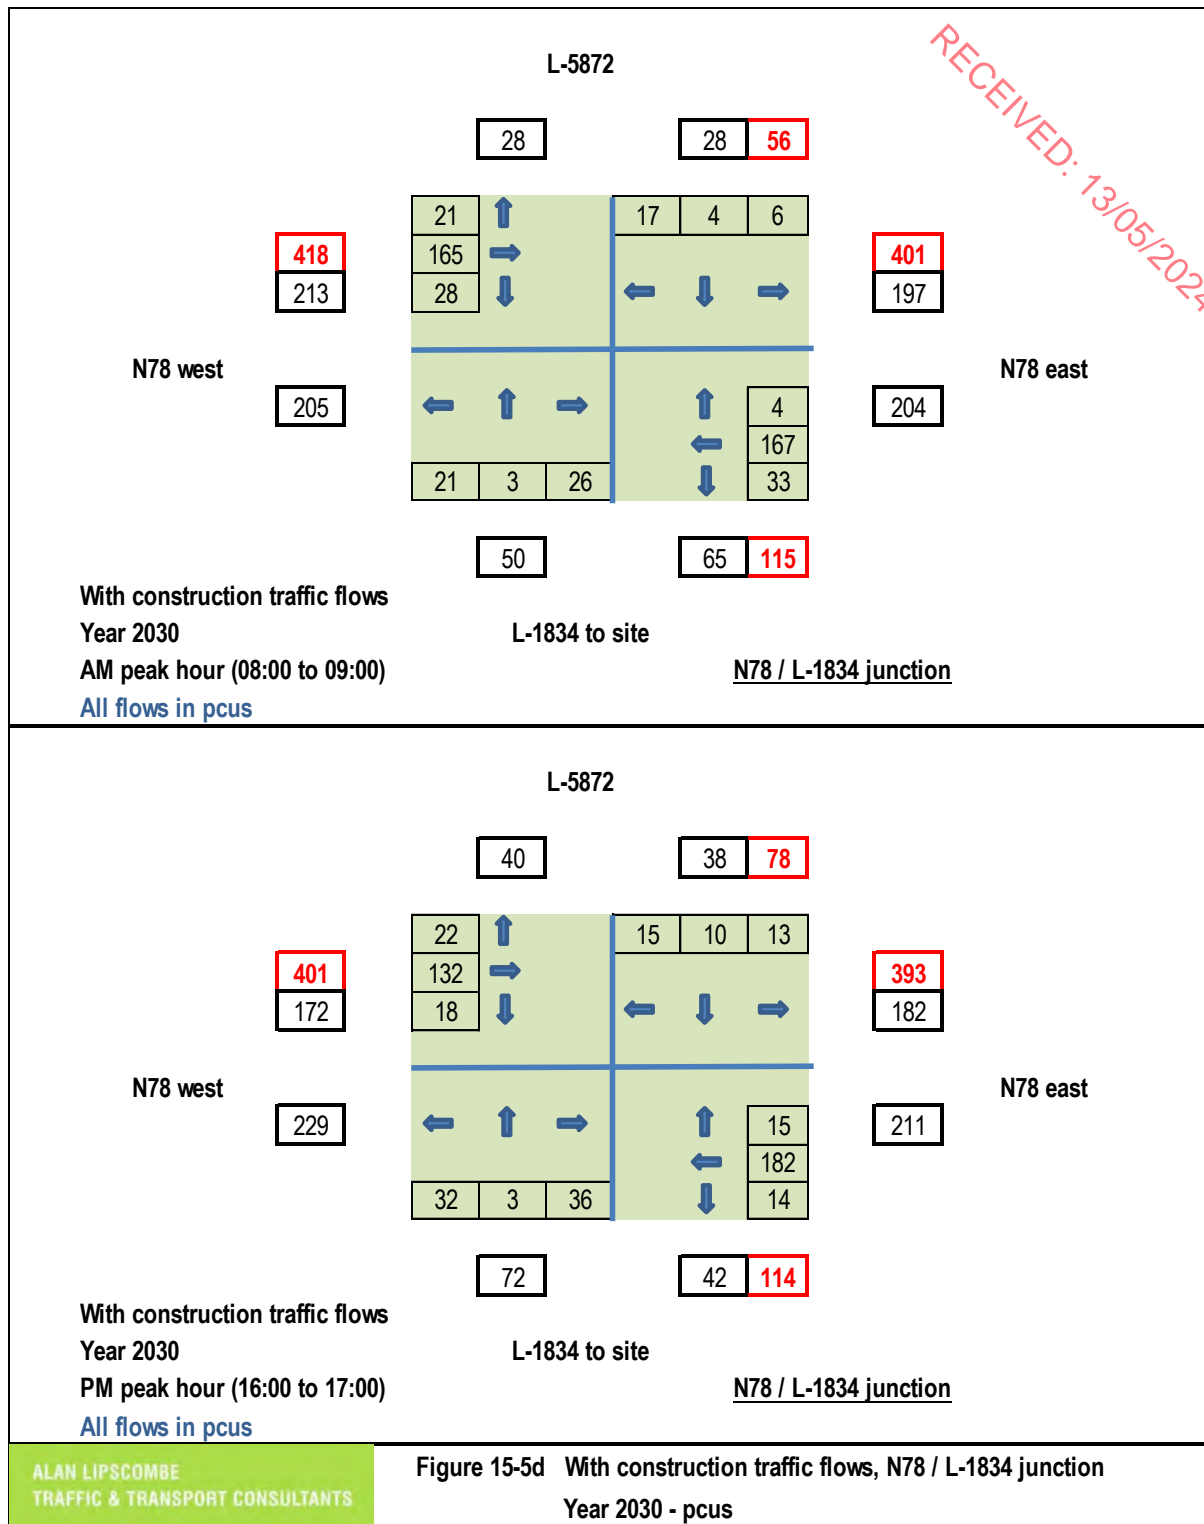 RECEIVED: 13/05/2024
L-5872
28 28 56
21 17 4 6
418 165 401
213 28 197
N78 west N78 east
205 4 204
167
21 3 26 33
50 65 115
With construction traffic flows
Year 2030 L-1834 to site
AM peak hour (08:00 to 09:00) N78 / L-1834 junction
All flows in pcus
L-5872
40 38 78
22 15 10 13
401 132 393
172 18 182
N78 west N78 east
229 15 211
182
32 3 36 14
72 42 114
With construction traffic flows
Year 2030 L-1834 to site
PM peak hour (16:00 to 17:00) N78 / L-1834 junction
All flows in pcus
ALAN LIPSCOMBE
TRAFFIC & TRANSPORT CONSULTANTS
Figure 15-5d With construction traffic flows, N78 / L-1834 junction
Year 2030 - pcus